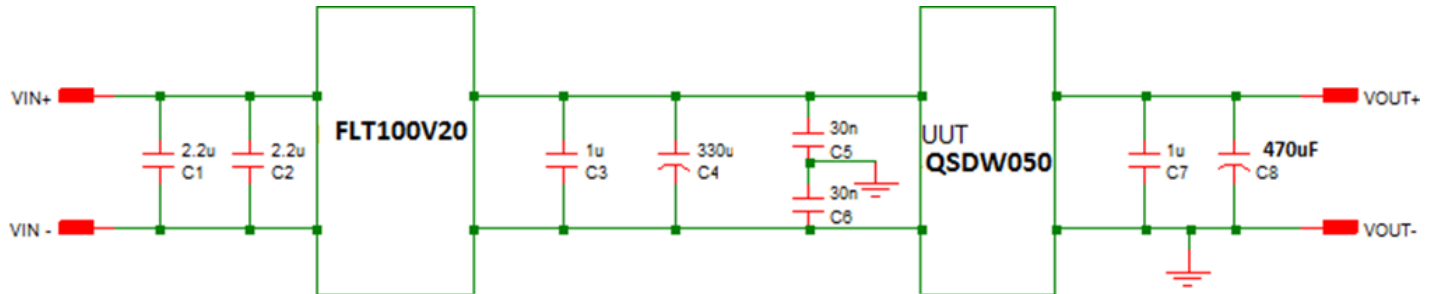 VIN+
2.2u
C1
2.2u
C2
FLT100V20
1u
C3
330u
C4
30n
C5
30n
C6
UUT
QSDW050
1u
C7
470uF
C8
VOUT+
VIN -
VOUT-